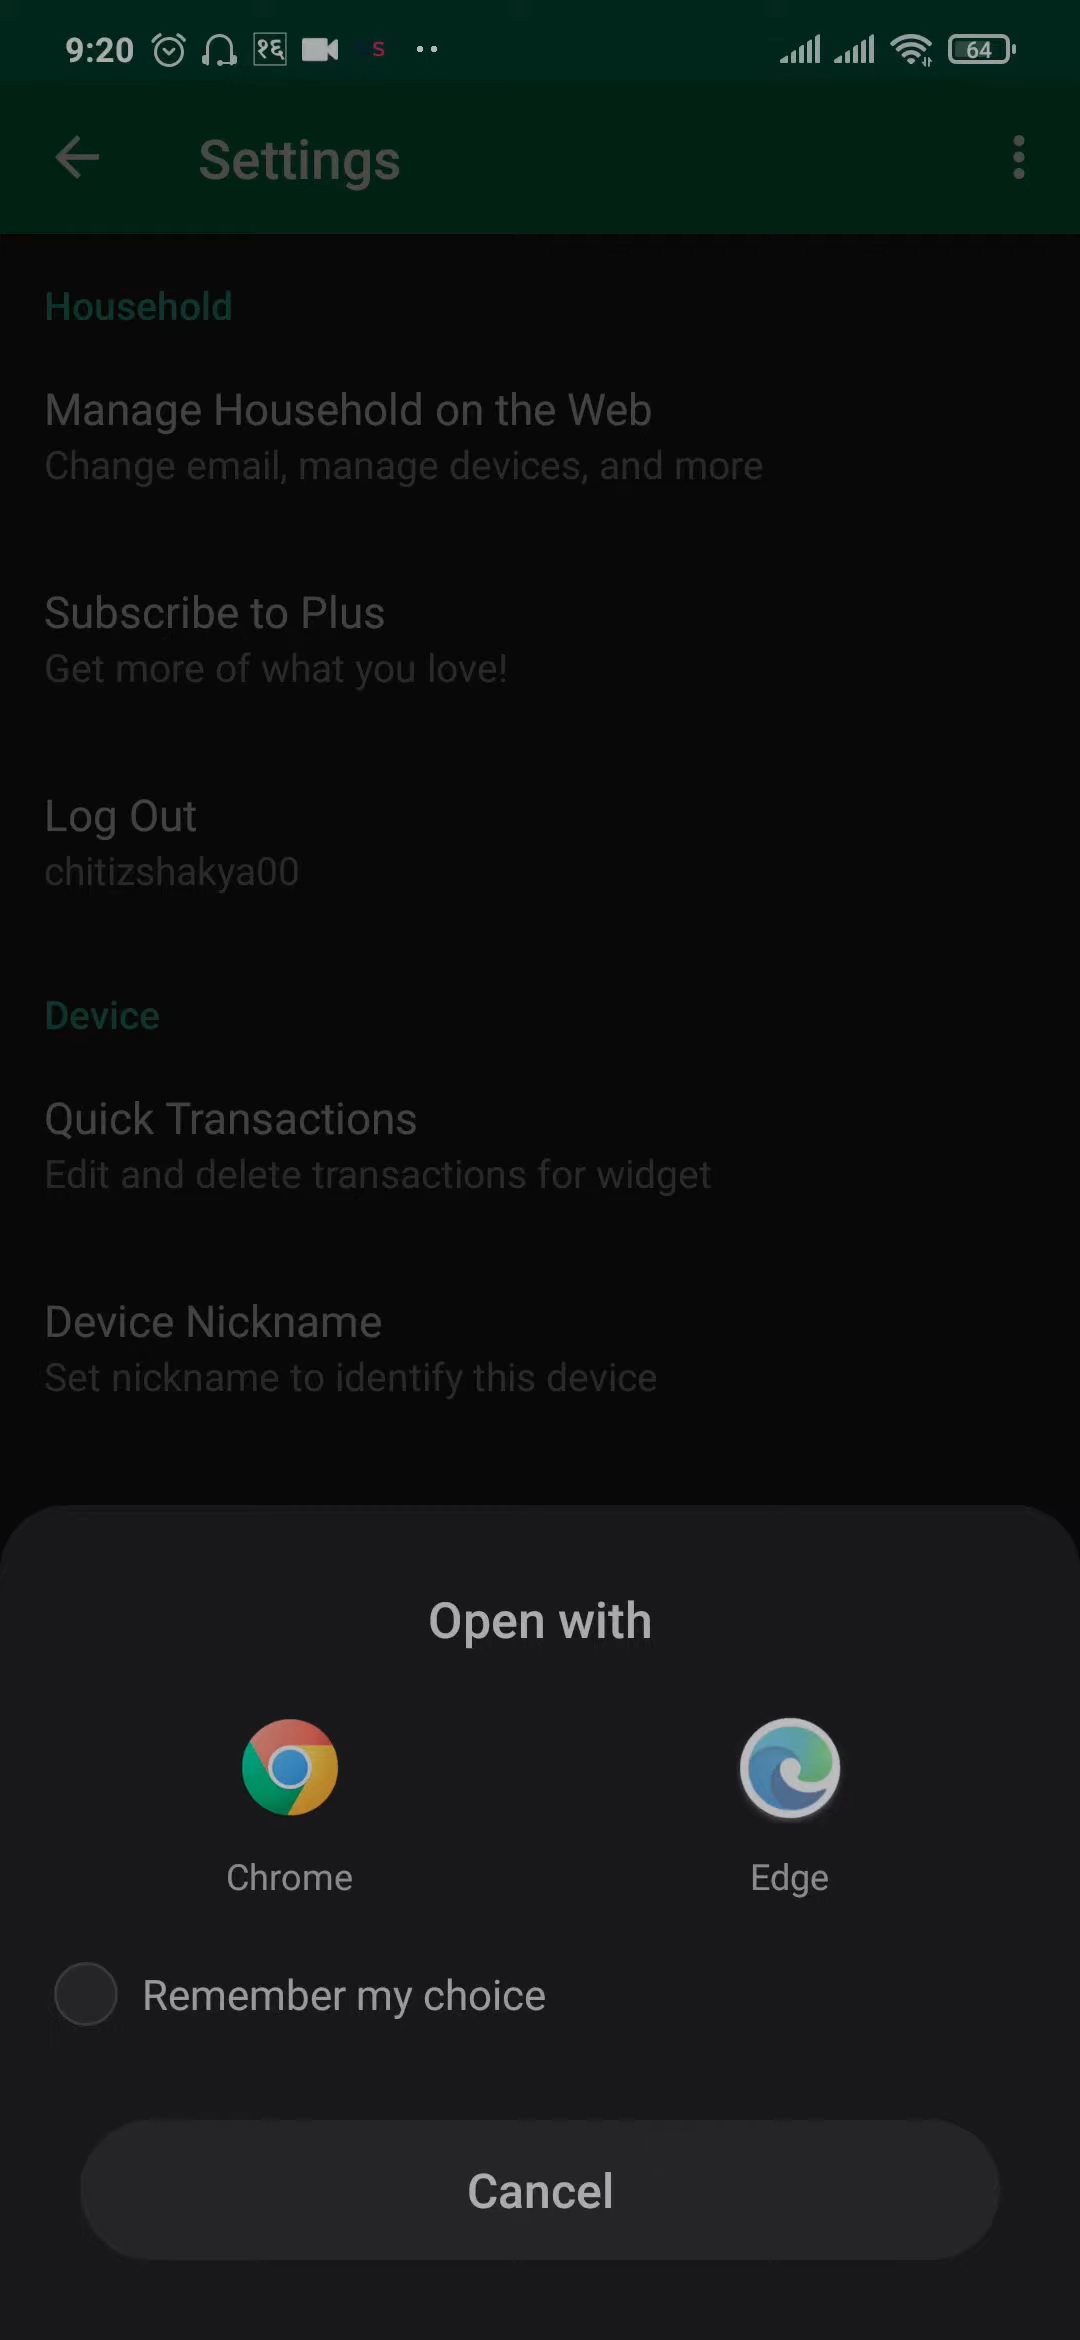 9:20 १६ S 64
Settings
Household
Manage Household on the Web
Change email, manage devices, and more
Subscribe to Plus
Get more of what you love!
Log Out
chitizshakya00
Device
Quick Transactions
Edit and delete transactions for widget
Device Nickname
Set nickname to identify this device
Open with
Chrome Edge
Remember my choice
Cancel